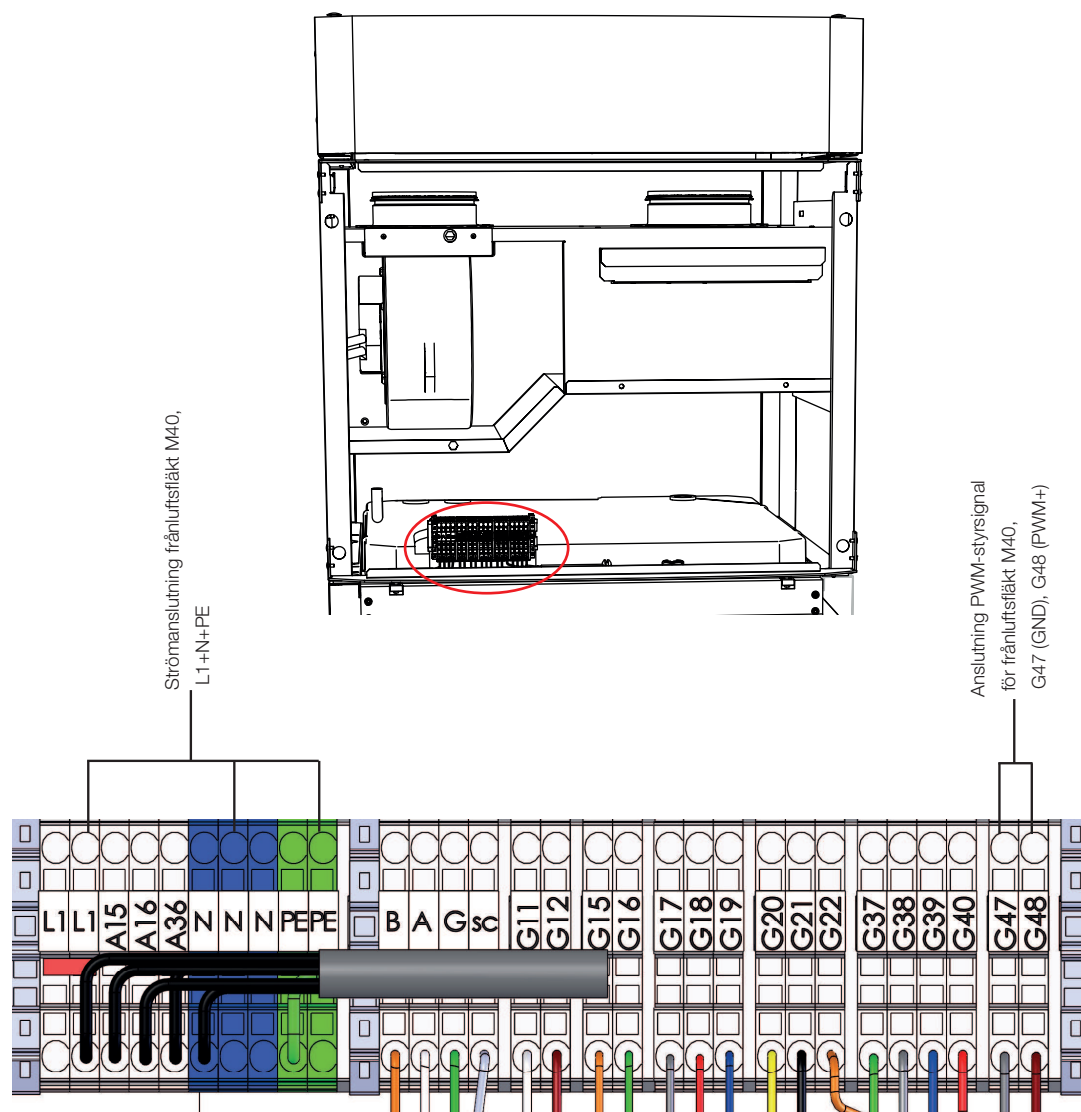 Strömanslutning frånluftsfläkt M40,
L1+N+PE
Anslutning PWM-styrsignal
för frånluftsfläkt M40,
G47 (GND), G48 (PWM+)
L1 L1 A15 A16 A36 N N N PE PE B A G SC G11 G12 G15 G16 G17 G18 G19 G20 G21 G22 G37 G38 G39 G40 G47 G48